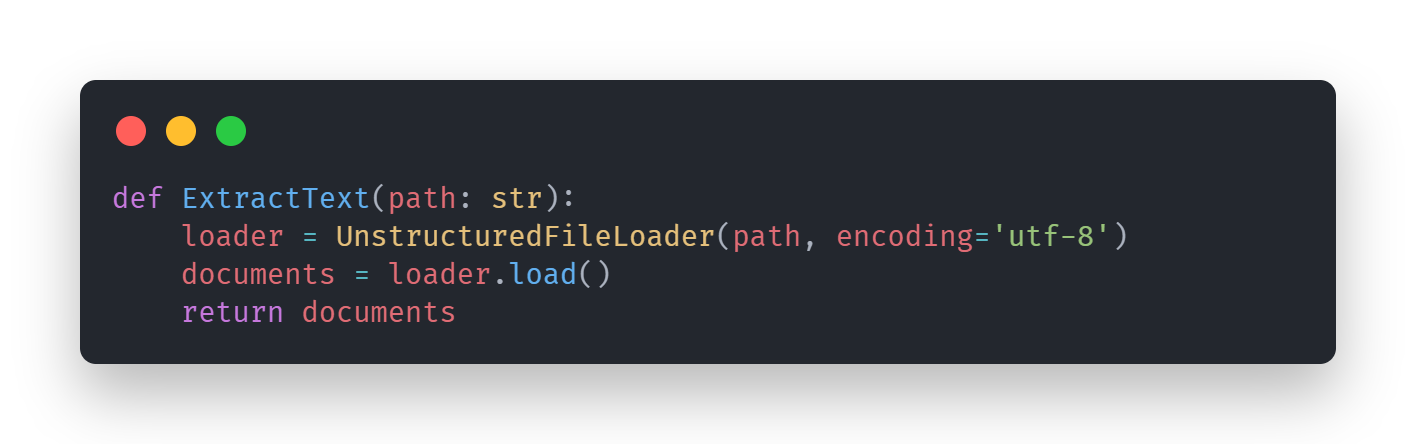 def ExtractText(path: str):
    loader = UnstructuredFileLoader(path, encoding='utf-8')
    documents = loader.load()
    return documents